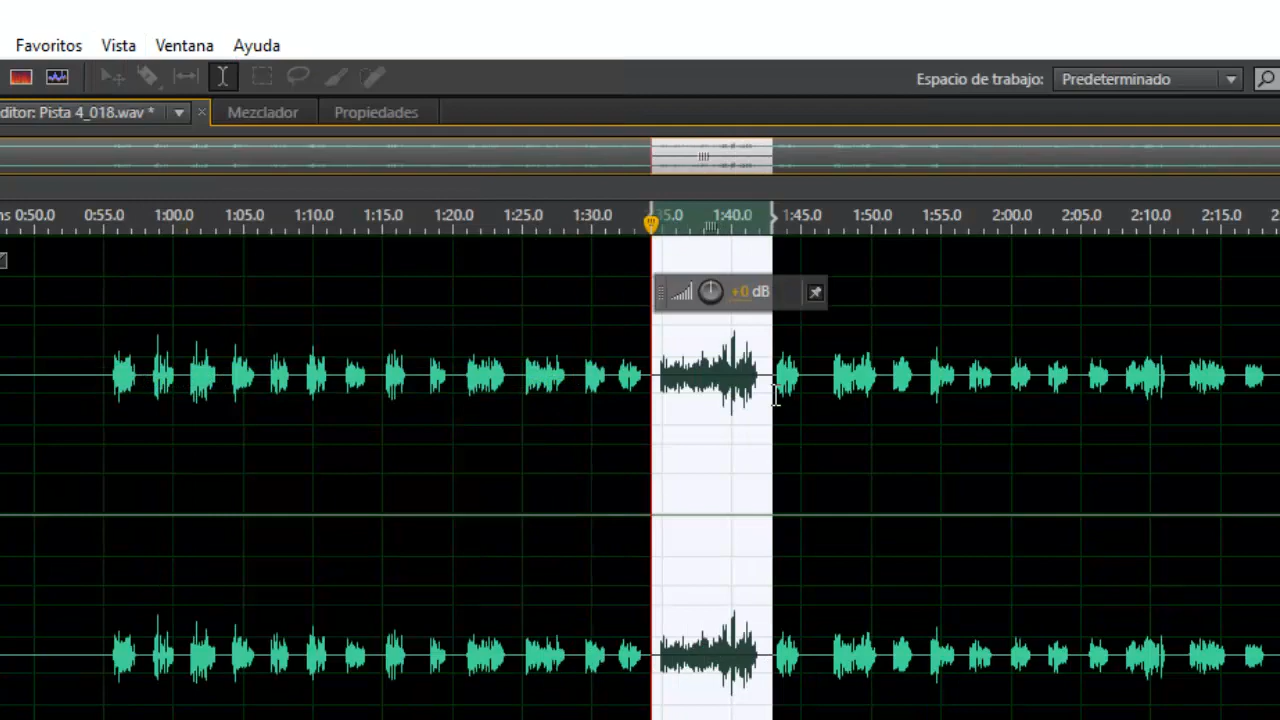 Favoritos Vista Ventana Ayuda
Espacio de trabajo: Predeterminado
ditor: Pista 4_018.wav * Mezclador Propiedades
ns 0:50.0 0:55.0 1:00.0 1:05.0 1:10.0 1:15.0 1:20.0 1:25.0 1:30.0 35.0 1:40.0 1:45.0 1:50.0 1:55.0 2:00.0 2:05.0 2:10.0 2:15.0 2
+0 dB